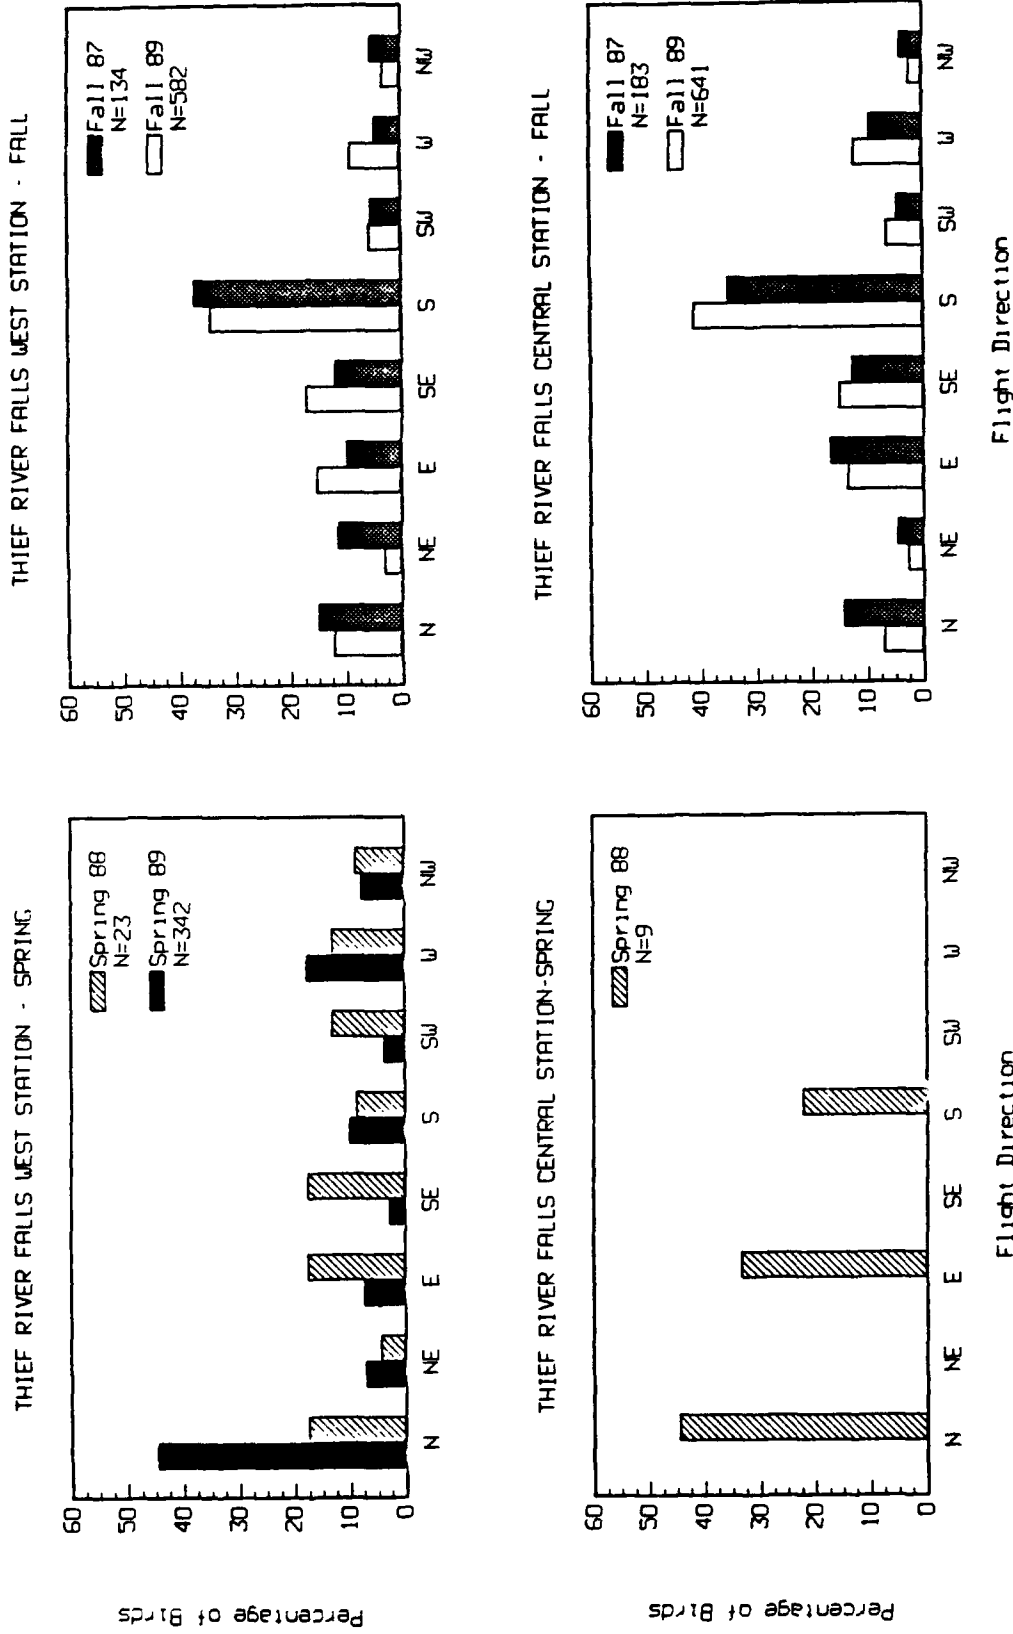 THIEF RIVER FALLS WEST STATION - SPRING
Percentage of Birds
60
50
40
30
20
10
0
Spring 88
N=23
Spring 89
N=342
N NE E SE S SW W NW
THIEF RIVER FALLS WEST STATION - FALL
60
50
40
30
20
10
0
Fall 87
N=134
Fall 89
N=582
N NE E SE S SW W NW
THIEF RIVER FALLS CENTRAL STATION-SPRING
Percentage of Birds
60
50
40
30
20
10
0
Spring 88
N=9
N NE E SE S SW W NW
Flight Direction
THIEF RIVER FALLS CENTRAL STATION - FALL
60
50
40
30
20
10
0
Fall 87
N=183
Fall 89
N=641
N NE E SE S SW W NW
Flight Direction